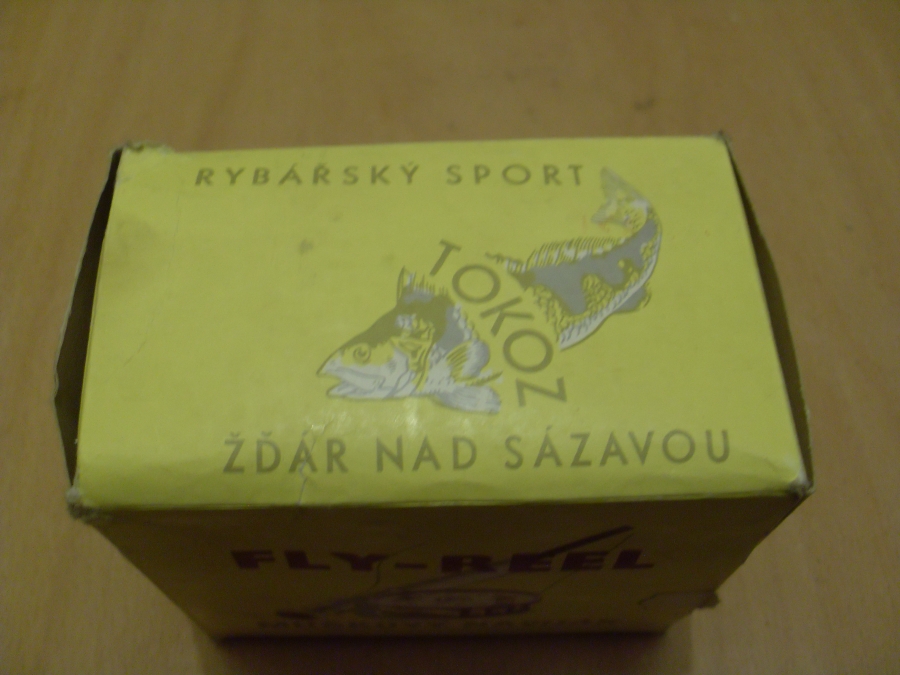 RYBÁŘSKÝ SPORT
TOKOZ
ŽĎÁR NAD SÁZAVOU
FLY-REEL